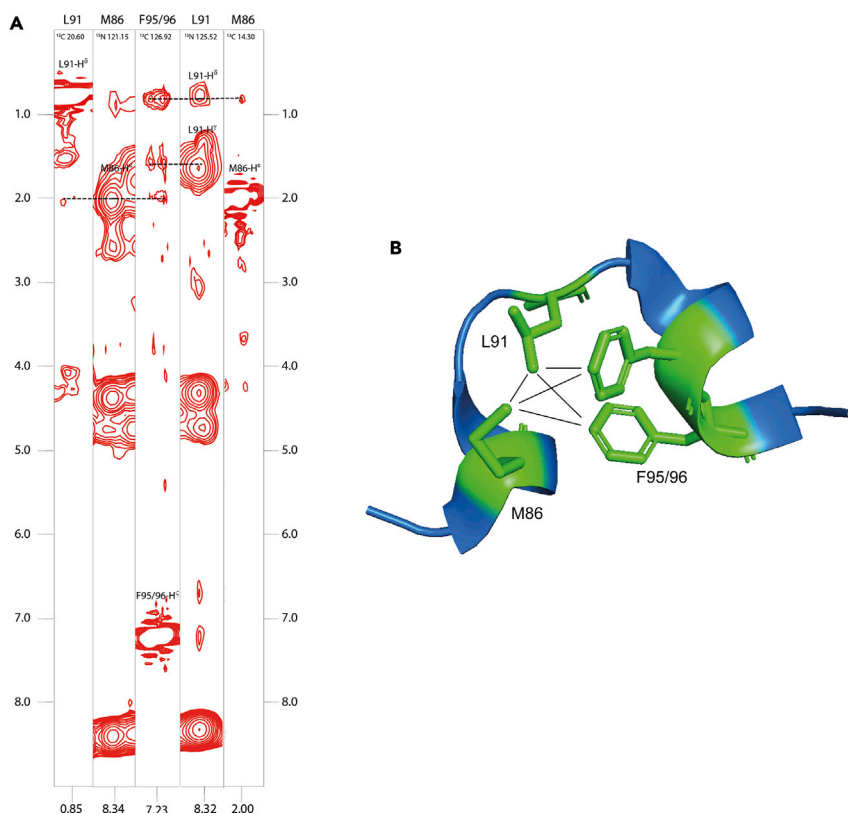 A
L91 M86 F95/96 L91 M86
¹³C 20.60 ¹⁵N 121.15 ¹³C 126.92 ¹⁵N 125.52 ¹³C 14.30
L91-Hᵟ
L91-Hᵟ
1.0 1.0
L91-Hᵞ
M86-Hᵋ M86-Hᵋ
2.0 2.0
B
3.0 3.0
L91
4.0 4.0
5.0 5.0
F95/96
M86
6.0 6.0
F95/96-Hᶜ
7.0 7.0
8.0 8.0
0.85 8.34 7.23 8.32 2.00